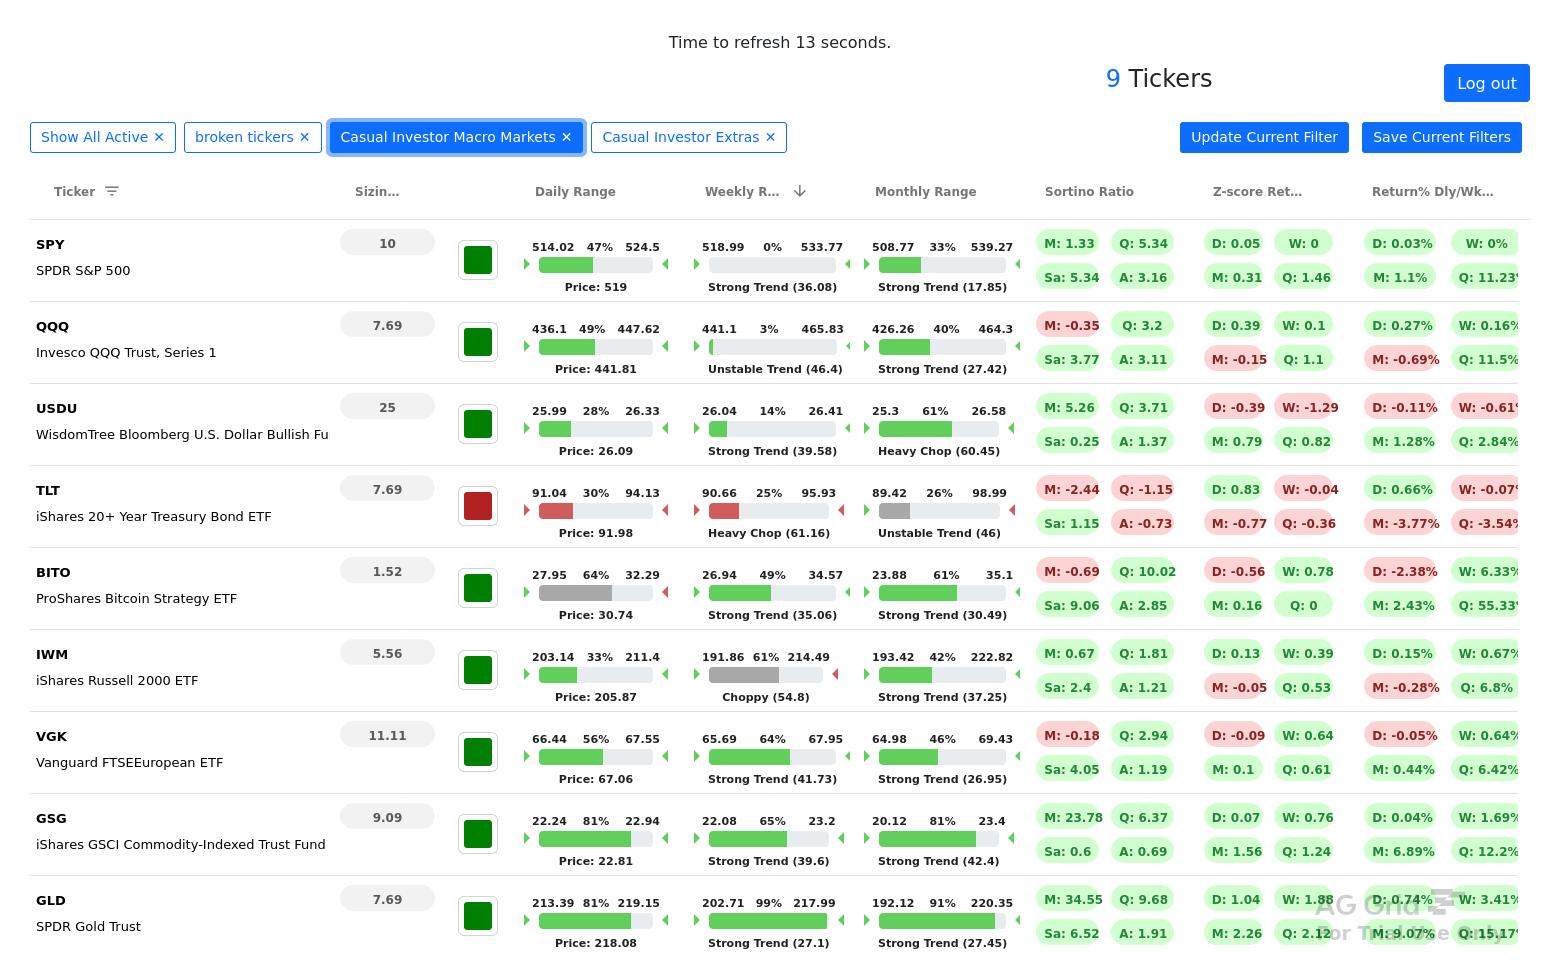 Time to refresh 13 seconds.
9 Tickers
Log out
Show All Active ✕ broken tickers ✕ Casual Investor Macro Markets ✕ Casual Investor Extras ✕ Update Current Filter Save Current Filters
Ticker Sizin... Daily Range Weekly R... Monthly Range Sortino Ratio Z-score Ret... Return% Dly/Wk...
SPY 10 514.02 47% 524.5 518.99 0% 533.77 508.77 33% 539.27 M: 1.33 Q: 5.34 D: 0.05 W: 0 D: 0.03% W: 0%
SPDR S&P 500 Sa: 5.34 A: 3.16 M: 0.31 Q: 1.46 M: 1.1% Q: 11.23%
Price: 519 Strong Trend (36.08) Strong Trend (17.85)
QQQ 7.69 436.1 49% 447.62 441.1 3% 465.83 426.26 40% 464.3 M: -0.35 Q: 3.2 D: 0.39 W: 0.1 D: 0.27% W: 0.16%
Invesco QQQ Trust, Series 1 Sa: 3.77 A: 3.11 M: -0.15 Q: 1.1 M: -0.69% Q: 11.5%
Price: 441.81 Unstable Trend (46.4) Strong Trend (27.42)
USDU 25 25.99 28% 26.33 26.04 14% 26.41 25.3 61% 26.58 M: 5.26 Q: 3.71 D: -0.39 W: -1.29 D: -0.11% W: -0.61%
WisdomTree Bloomberg U.S. Dollar Bullish Fu Sa: 0.25 A: 1.37 M: 0.79 Q: 0.82 M: 1.28% Q: 2.84%
Price: 26.09 Strong Trend (39.58) Heavy Chop (60.45)
TLT 7.69 91.04 30% 94.13 90.66 25% 95.93 89.42 26% 98.99 M: -2.44 Q: -1.15 D: 0.83 W: -0.04 D: 0.66% W: -0.07%
iShares 20+ Year Treasury Bond ETF Sa: 1.15 A: -0.73 M: -0.77 Q: -0.36 M: -3.77% Q: -3.54%
Price: 91.98 Heavy Chop (61.16) Unstable Trend (46)
BITO 1.52 27.95 64% 32.29 26.94 49% 34.57 23.88 61% 35.1 M: -0.69 Q: 10.02 D: -0.56 W: 0.78 D: -2.38% W: 6.33%
ProShares Bitcoin Strategy ETF Sa: 9.06 A: 2.85 M: 0.16 Q: 0 M: 2.43% Q: 55.33%
Price: 30.74 Strong Trend (35.06) Strong Trend (30.49)
IWM 5.56 203.14 33% 211.4 191.86 61% 214.49 193.42 42% 222.82 M: 0.67 Q: 1.81 D: 0.13 W: 0.39 D: 0.15% W: 0.67%
iShares Russell 2000 ETF Sa: 2.4 A: 1.21 M: -0.05 Q: 0.53 M: -0.28% Q: 6.8%
Price: 205.87 Choppy (54.8) Strong Trend (37.25)
VGK 11.11 66.44 56% 67.55 65.69 64% 67.95 64.98 46% 69.43 M: -0.18 Q: 2.94 D: -0.09 W: 0.64 D: -0.05% W: 0.64%
Vanguard FTSEEuropean ETF Sa: 4.05 A: 1.19 M: 0.1 Q: 0.61 M: 0.44% Q: 6.42%
Price: 67.06 Strong Trend (41.73) Strong Trend (26.95)
GSG 9.09 22.24 81% 22.94 22.08 65% 23.2 20.12 81% 23.4 M: 23.78 Q: 6.37 D: 0.07 W: 0.76 D: 0.04% W: 1.69%
iShares GSCI Commodity-Indexed Trust Fund Sa: 0.6 A: 0.69 M: 1.56 Q: 1.24 M: 6.89% Q: 12.2%
Price: 22.81 Strong Trend (39.6) Strong Trend (42.4)
GLD 7.69 213.39 81% 219.15 202.71 99% 217.99 192.12 91% 220.35 M: 34.55 Q: 9.68 D: 1.04 W: 1.88 D: 0.74% W: 3.41%
AG Grid
SPDR Gold Trust Sa: 6.52 A: 1.91 M: 2.26 Q: 2.12 M: 9.07% Q: 15.17%
For Trial Use Only
Price: 218.08 Strong Trend (27.1) Strong Trend (27.45)